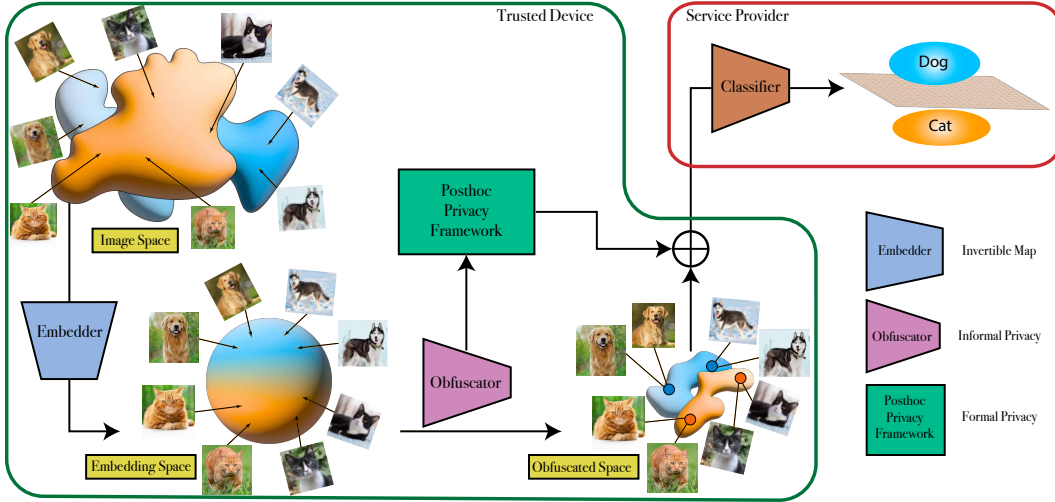 Trusted Device
Service Provider
Classifier
Dog
Cat
Image Space
Posthoc
Privacy
Framework
Embedder
Obfuscator
Embedding Space
Obfuscated Space
Embedder
Invertible Map
Obfuscator
Informal Privacy
Posthoc
Privacy
Framework
Formal Privacy